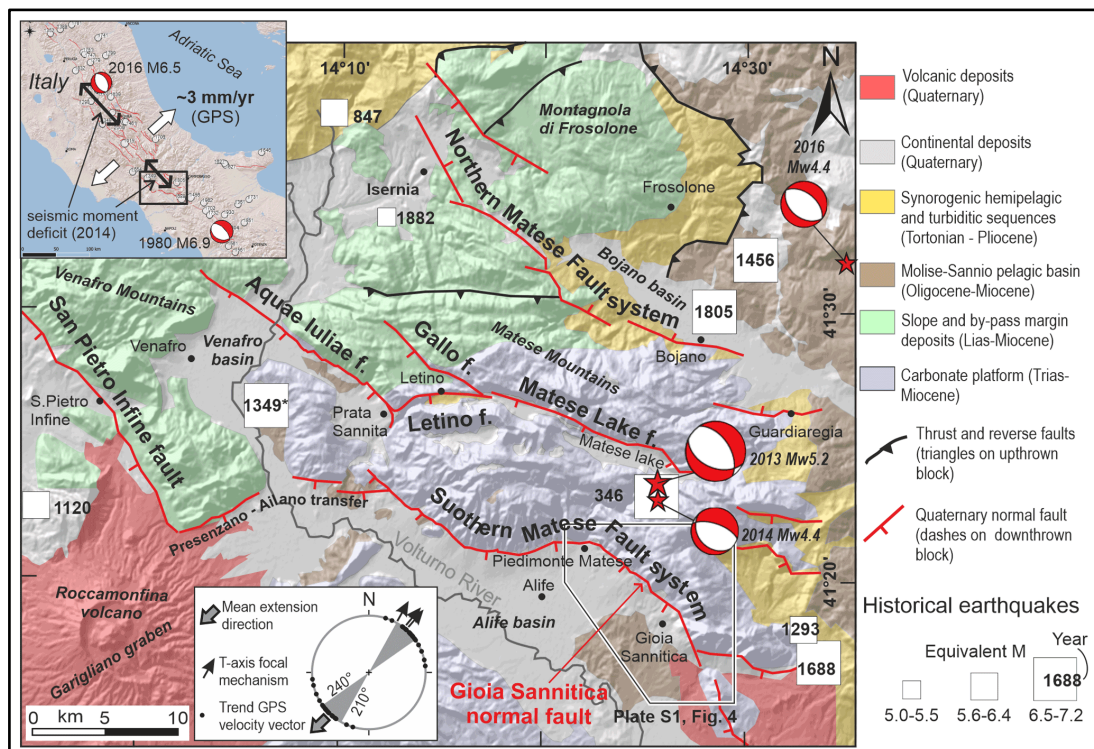 Adriatic Sea
2016 M6.5
Italy
~3 mm/yr
(GPS)
seismic moment
deficit (2014)
1980 M6.9
14°10'
14°30'
N
847
Montagnola
di Frosolone
2016
Mw4.4
Isernia
Frosolone
1882
Northern Matese Fault system
Bojano basin
1456
1805
41°30'
Bojano
Venafro Mountains
San Pietro Infine fault
Venafro
Venafro
basin
Aquae Iuliae f.
Gallo f.
Matese Mountains
Letino
S.Pietro
Infine
1349*
Prata
Sannita
Letino f.
Matese Lake f.
Matese lake
Guardiaregia
2013 Mw5.2
346
1120
Presenzano - Ailano transfer
Suothern Matese Fault system
2014 Mw4.4
Volturno River
Piedimonte Matese
Alife
Alife basin
41°20'
Roccamonfina
volcano
Garigliano graben
Gioia
Sannitica
1293
1688
Gioia Sannitica
normal fault
Plate S1, Fig. 4
0 km 5 10
Mean extension
direction
T-axis focal
mechanism
Trend GPS
velocity vector
N
240°
210°
Volcanic deposits
(Quaternary)
Continental deposits
(Quaternary)
Synorogenic hemipelagic
and turbiditic sequences
(Tortonian - Pliocene)
Molise-Sannio pelagic basin
(Oligocene-Miocene)
Slope and by-pass margin
deposits (Lias-Miocene)
Carbonate platform (Trias-
Miocene)
Thrust and reverse faults
(triangles on upthrown
block)
Quaternary normal fault
(dashes on downthrown
block)
Historical earthquakes
Equivalent M
Year
1688
5.0-5.5
5.6-6.4
6.5-7.2